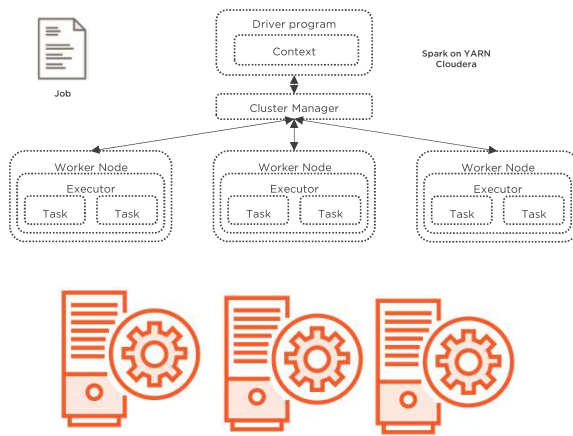 Driver program
Context
Spark on YARN
Cloudera
Job
Cluster Manager
Worker Node
Executor
Task Task
Worker Node
Executor
Task Task
Worker Node
Executor
Task Task